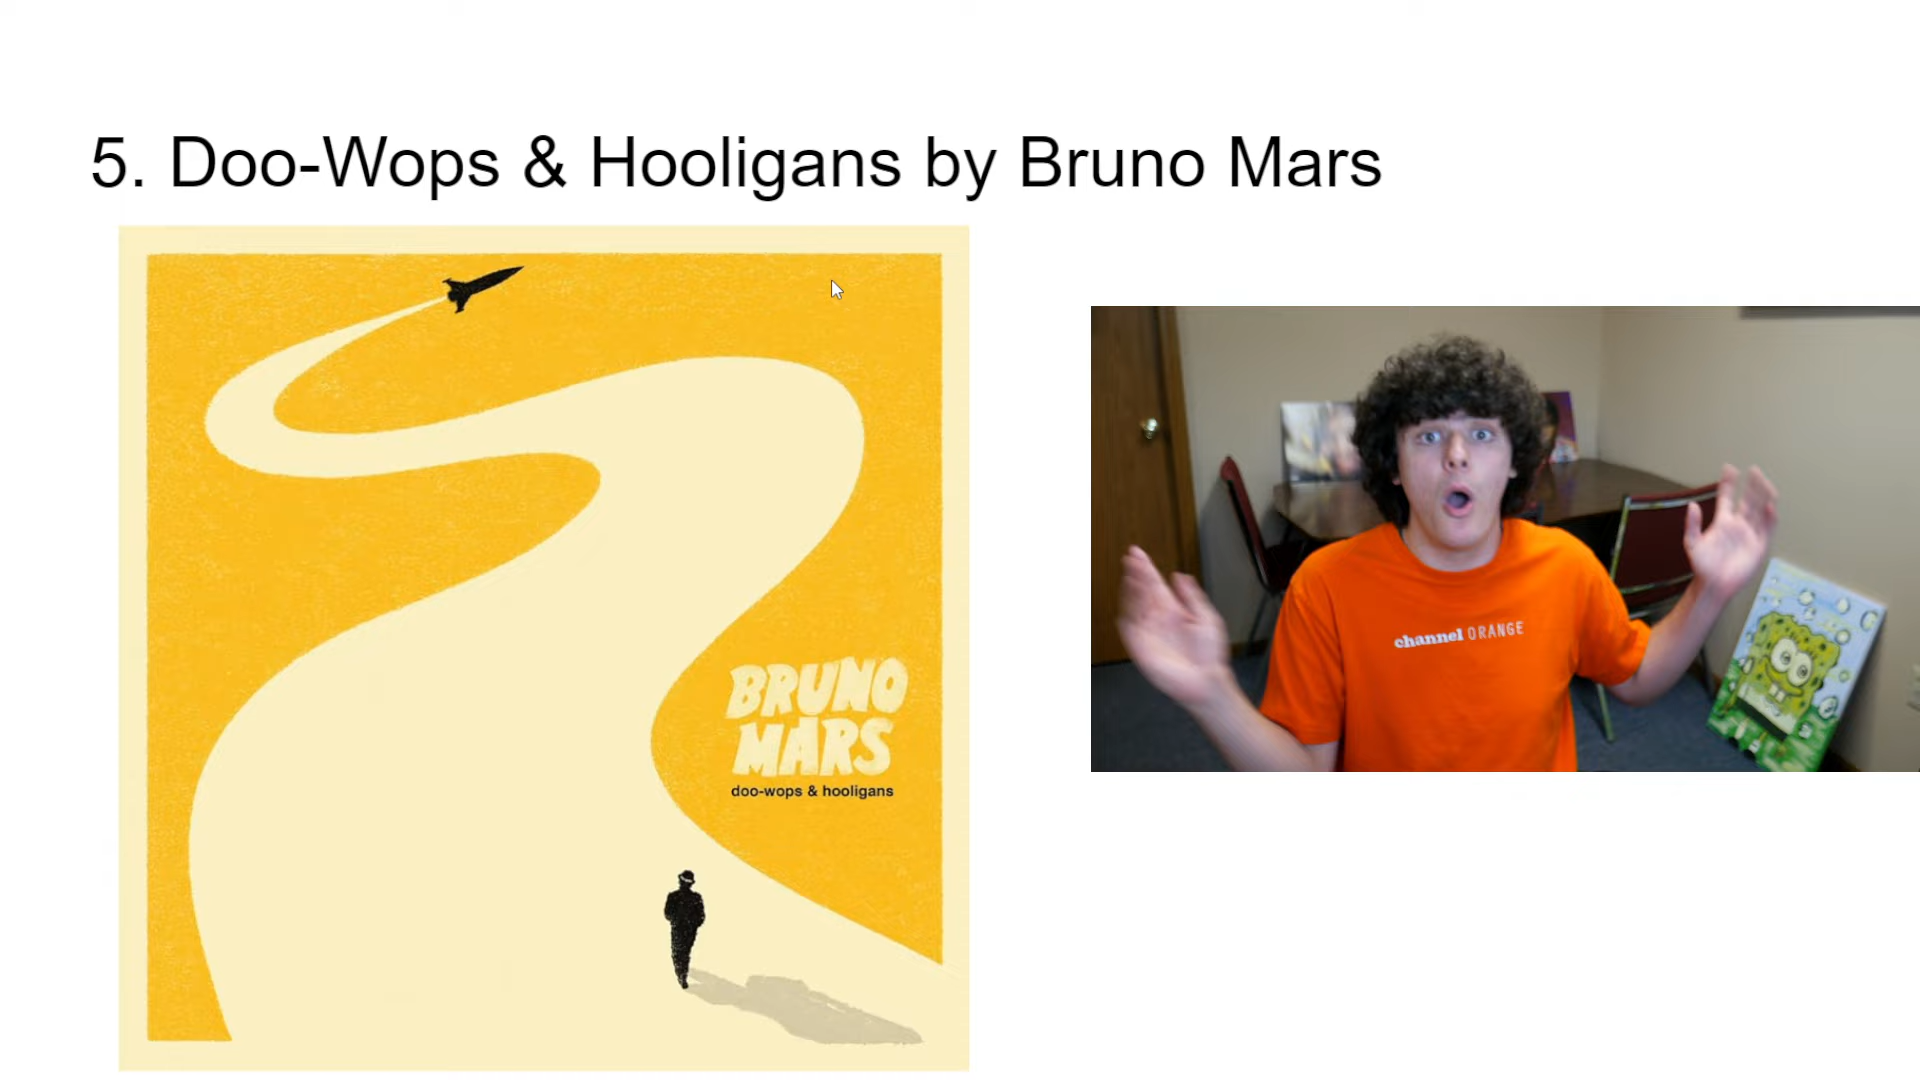 5. Doo-Wops & Hooligans by Bruno Mars
BRUNO
MARS
doo-wops & hooligans
channel ORANGE